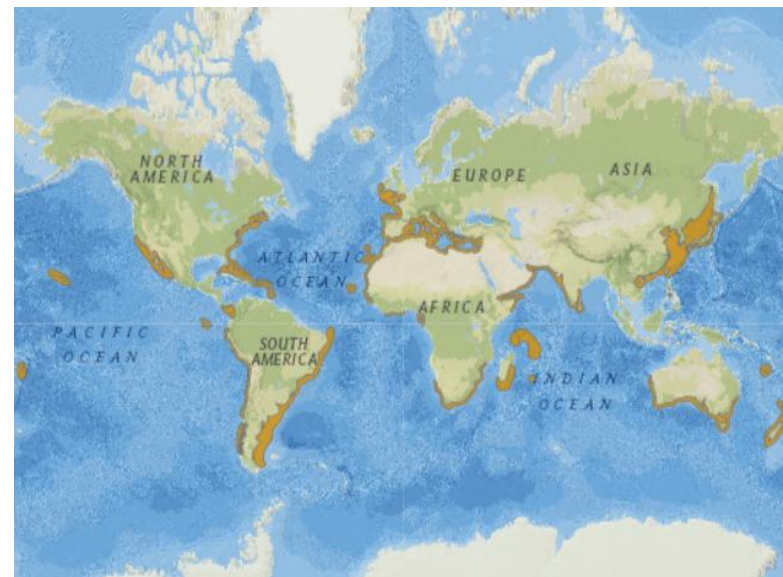 NORTH
AMERICA
EUROPE
ASIA
ATLANTIC
OCEAN
AFRICA
PACIFIC
OCEAN
SOUTH
AMERICA
INDIAN
OCEAN